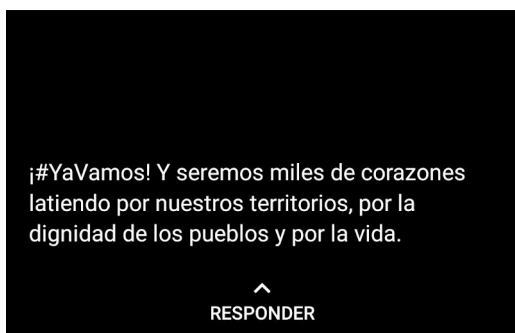 ¡#YaVamos! Y seremos miles de corazones
latiendo por nuestros territorios, por la
dignidad de los pueblos y por la vida.
RESPONDER